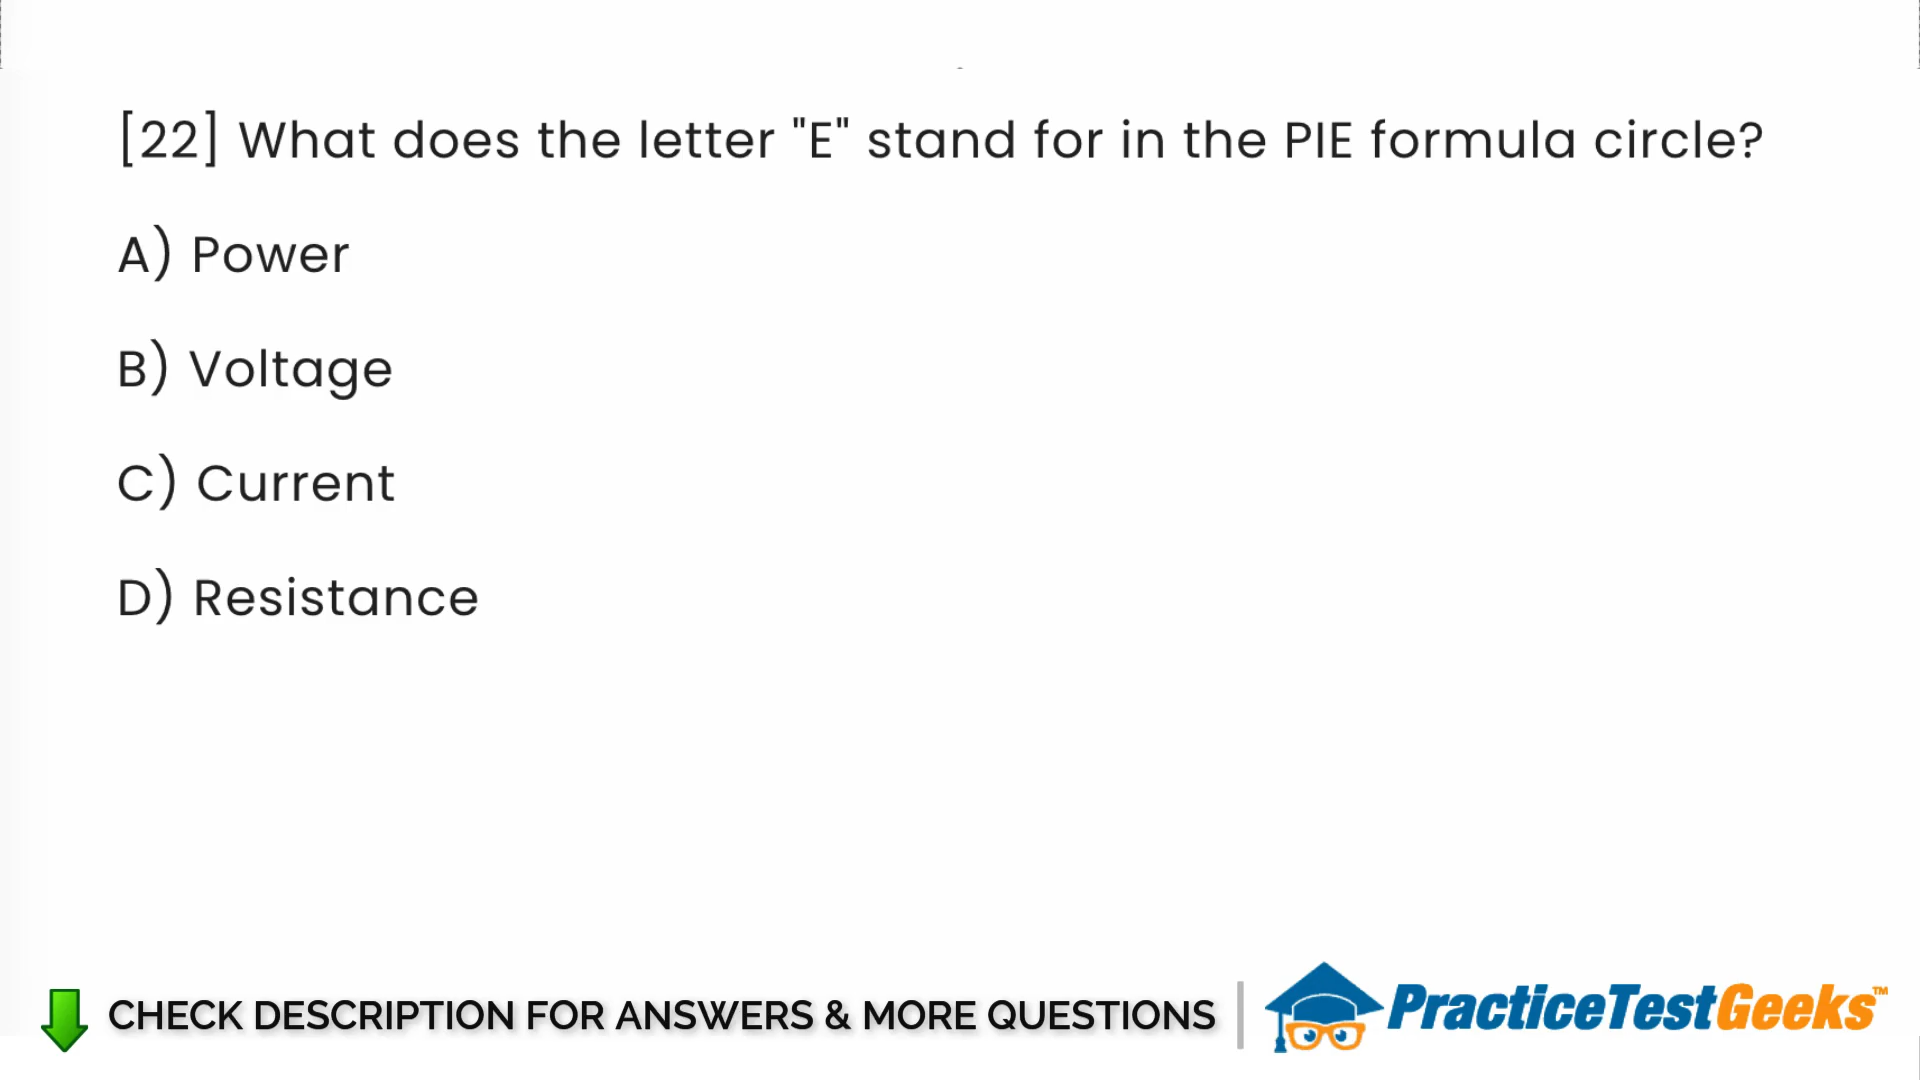 [22] What does the letter "E" stand for in the PIE formula circle?
A) Power
B) Voltage
C) Current
D) Resistance
CHECK DESCRIPTION FOR ANSWERS & MORE QUESTIONS
PracticeTestGeeks™